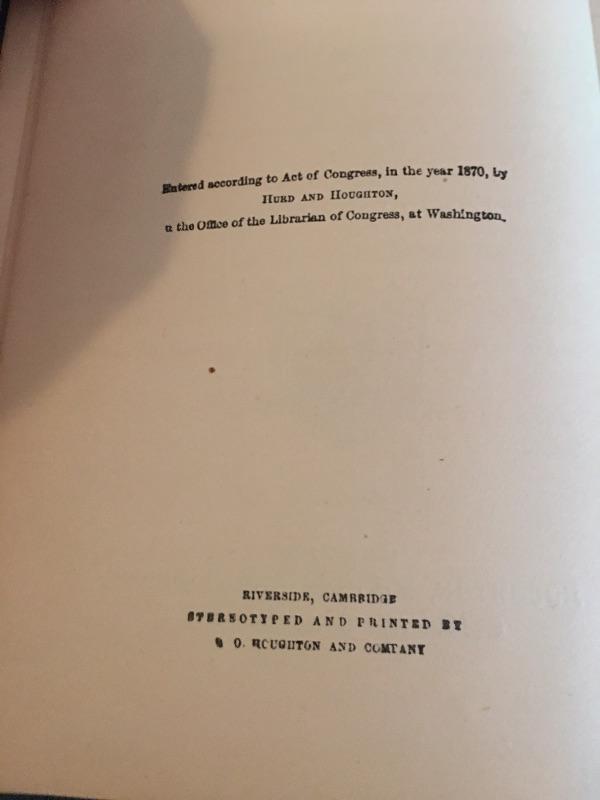 Entered according to Act of Congress, in the year 1870, by
HURD AND HOUGHTON,
n the Office of the Librarian of Congress, at Washington.
RIVERSIDE, CAMBRIDGE
STEREOTYPED AND PRINTED BY
O. HOUGHTON AND COMPANY